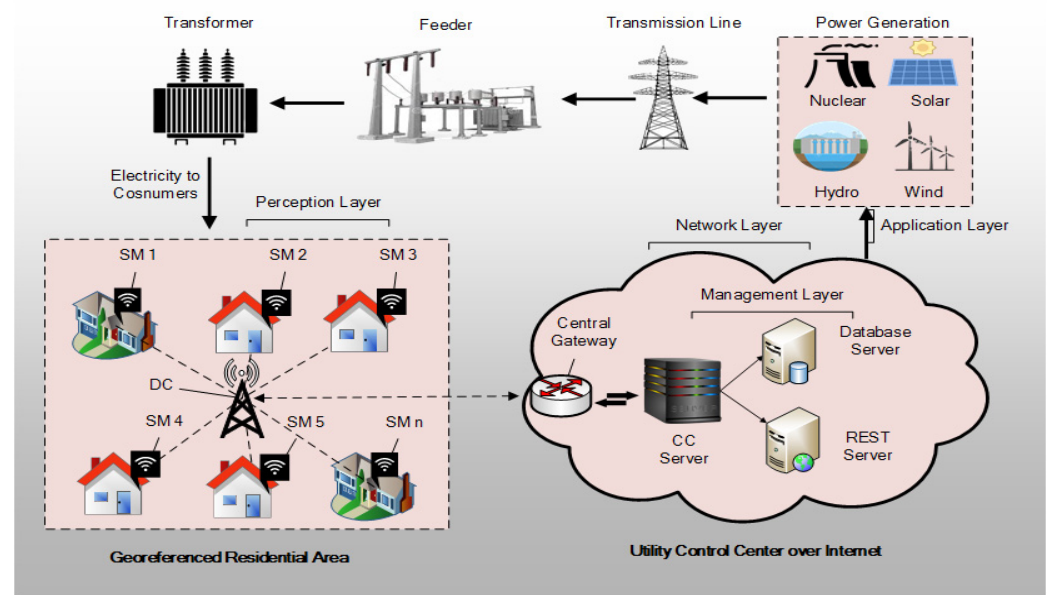 Transformer
Feeder
Transmission Line
Power Generation
Nuclear
Solar
Hydro
Wind
Electricity to
Cosnumers
Perception Layer
Network Layer
Application Layer
SM 1
SM 2
SM 3
Management Layer
Central
Gateway
Database
Server
DC
SM 4
SM 5
SM n
CC
Server
REST
Server
Georeferenced Residential Area
Utility Control Center over Internet